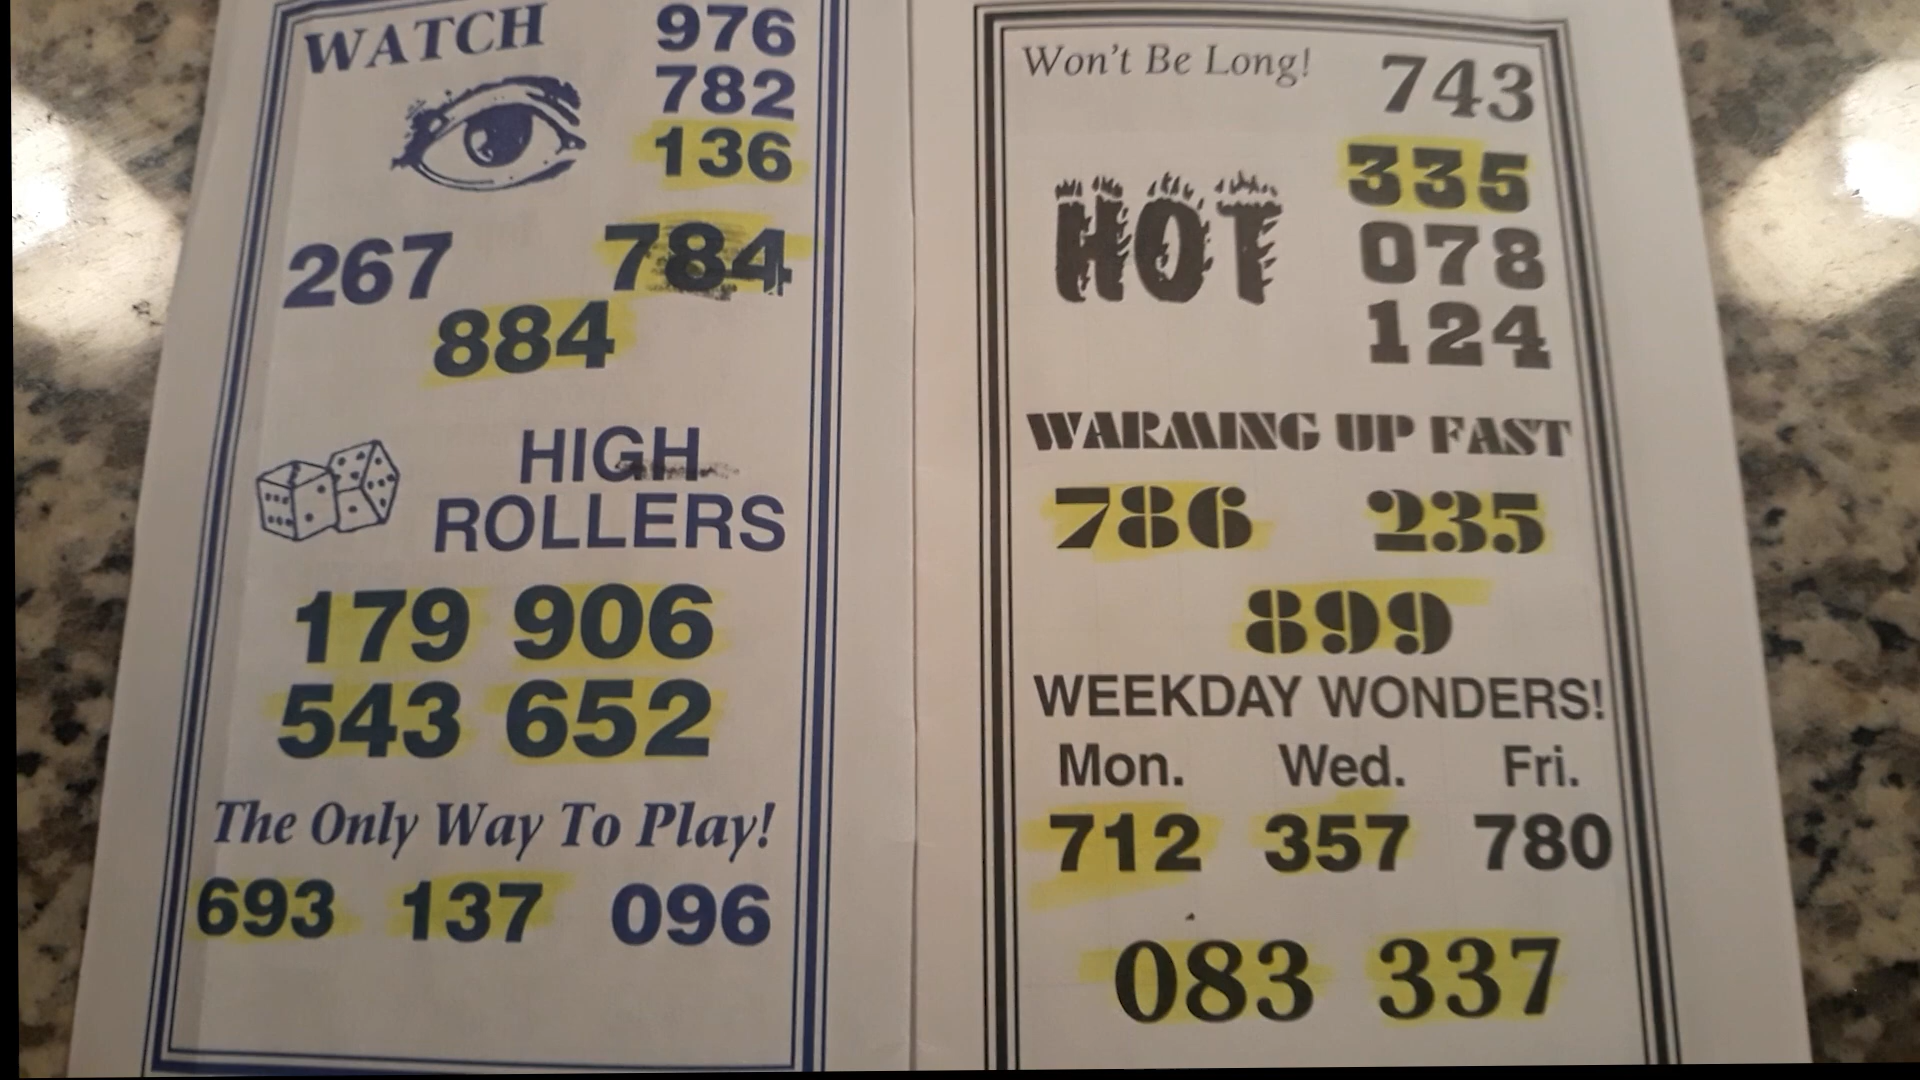 WATCH
976
782
136
267 784
884
HIGH
ROLLERS
179 906
543 652
The Only Way To Play!
693 137 096
Won't Be Long! 743
HOT
335
078
124
WARMING UP FAST
786 235
899
WEEKDAY WONDERS!
Mon. Wed. Fri.
712 357 780
083 337